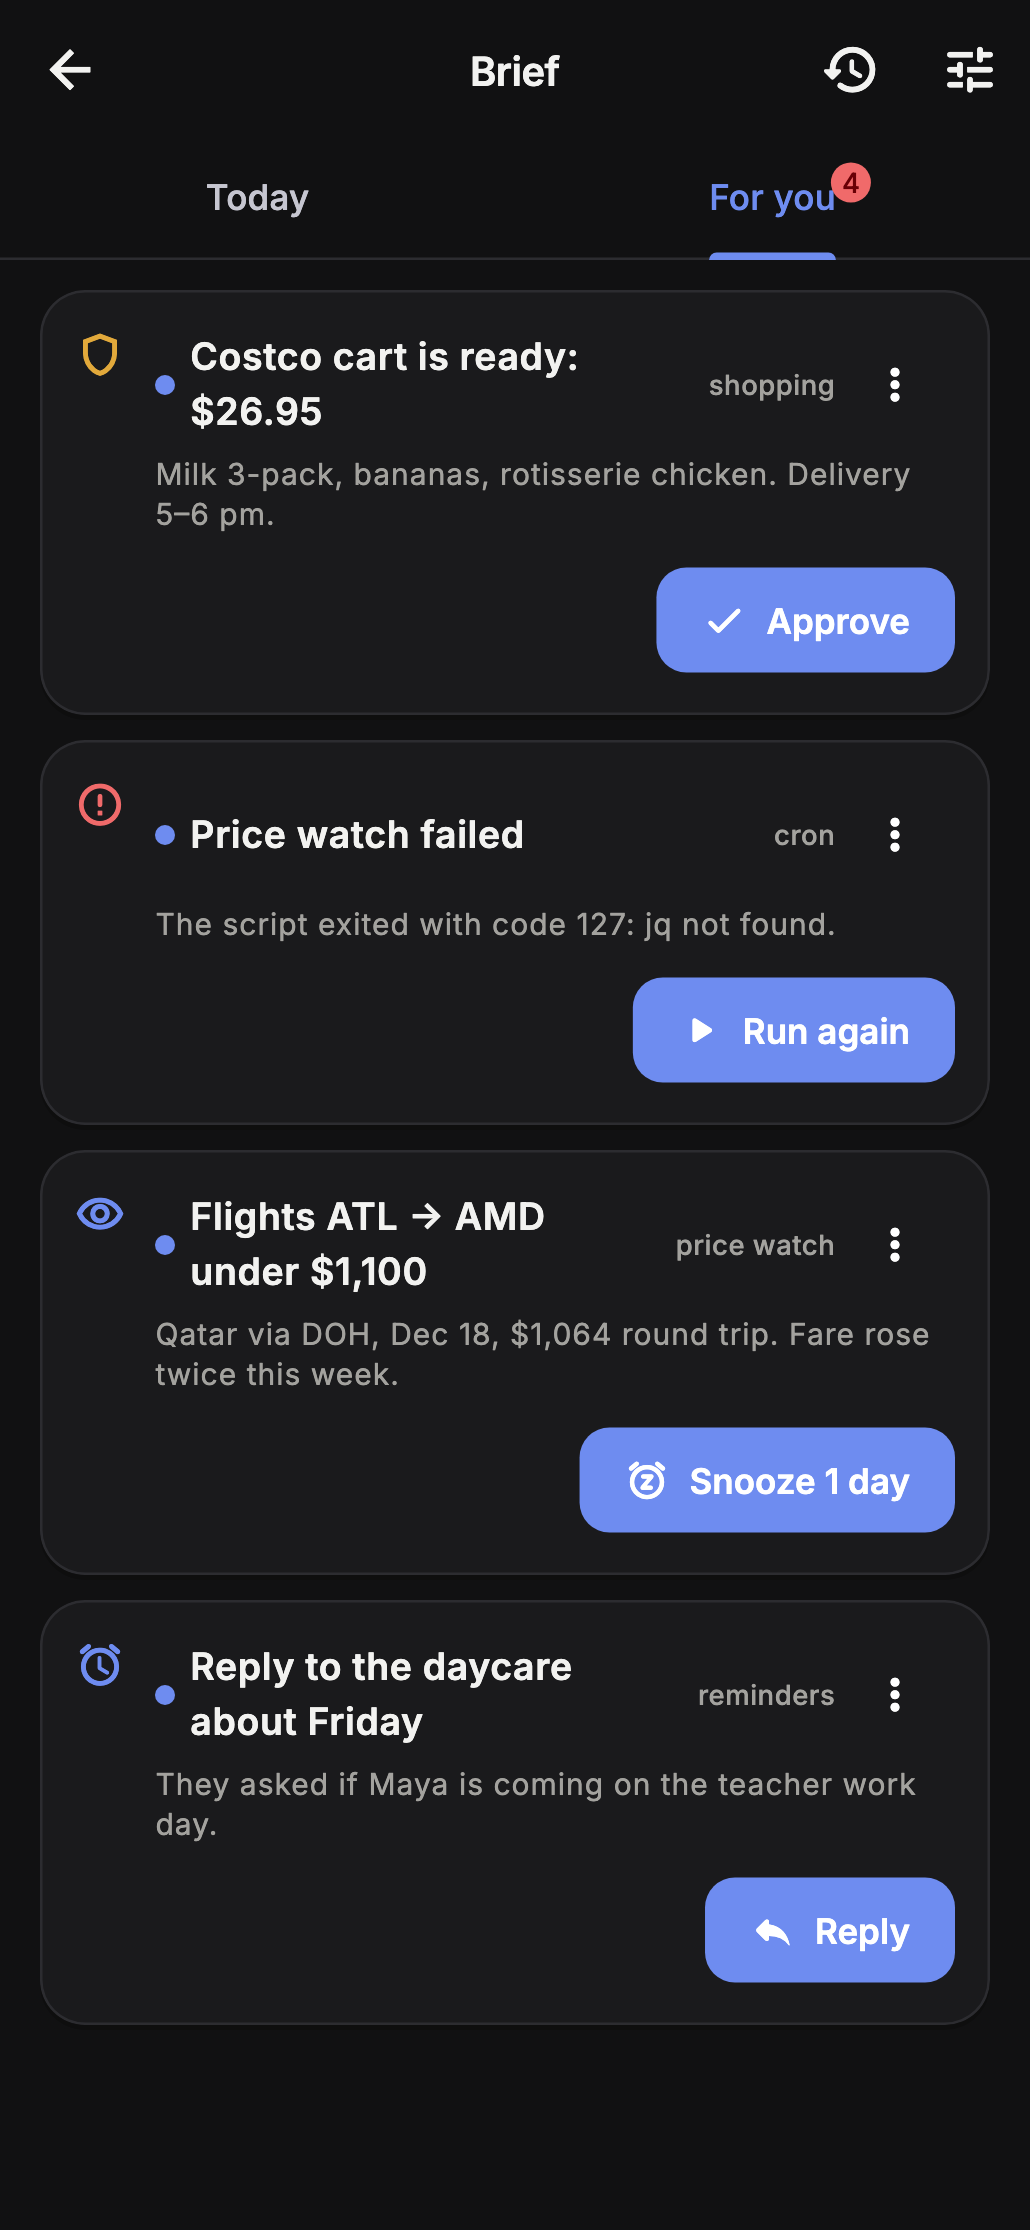 Brief
Today
For you
4
Costco cart is ready:
$26.95
shopping
Milk 3-pack, bananas, rotisserie chicken. Delivery
5–6 pm.
Approve
Price watch failed
cron
The script exited with code 127: jq not found.
Run again
Flights ATL → AMD
under $1,100
price watch
Qatar via DOH, Dec 18, $1,064 round trip. Fare rose
twice this week.
Snooze 1 day
Reply to the daycare
about Friday
reminders
They asked if Maya is coming on the teacher work
day.
Reply